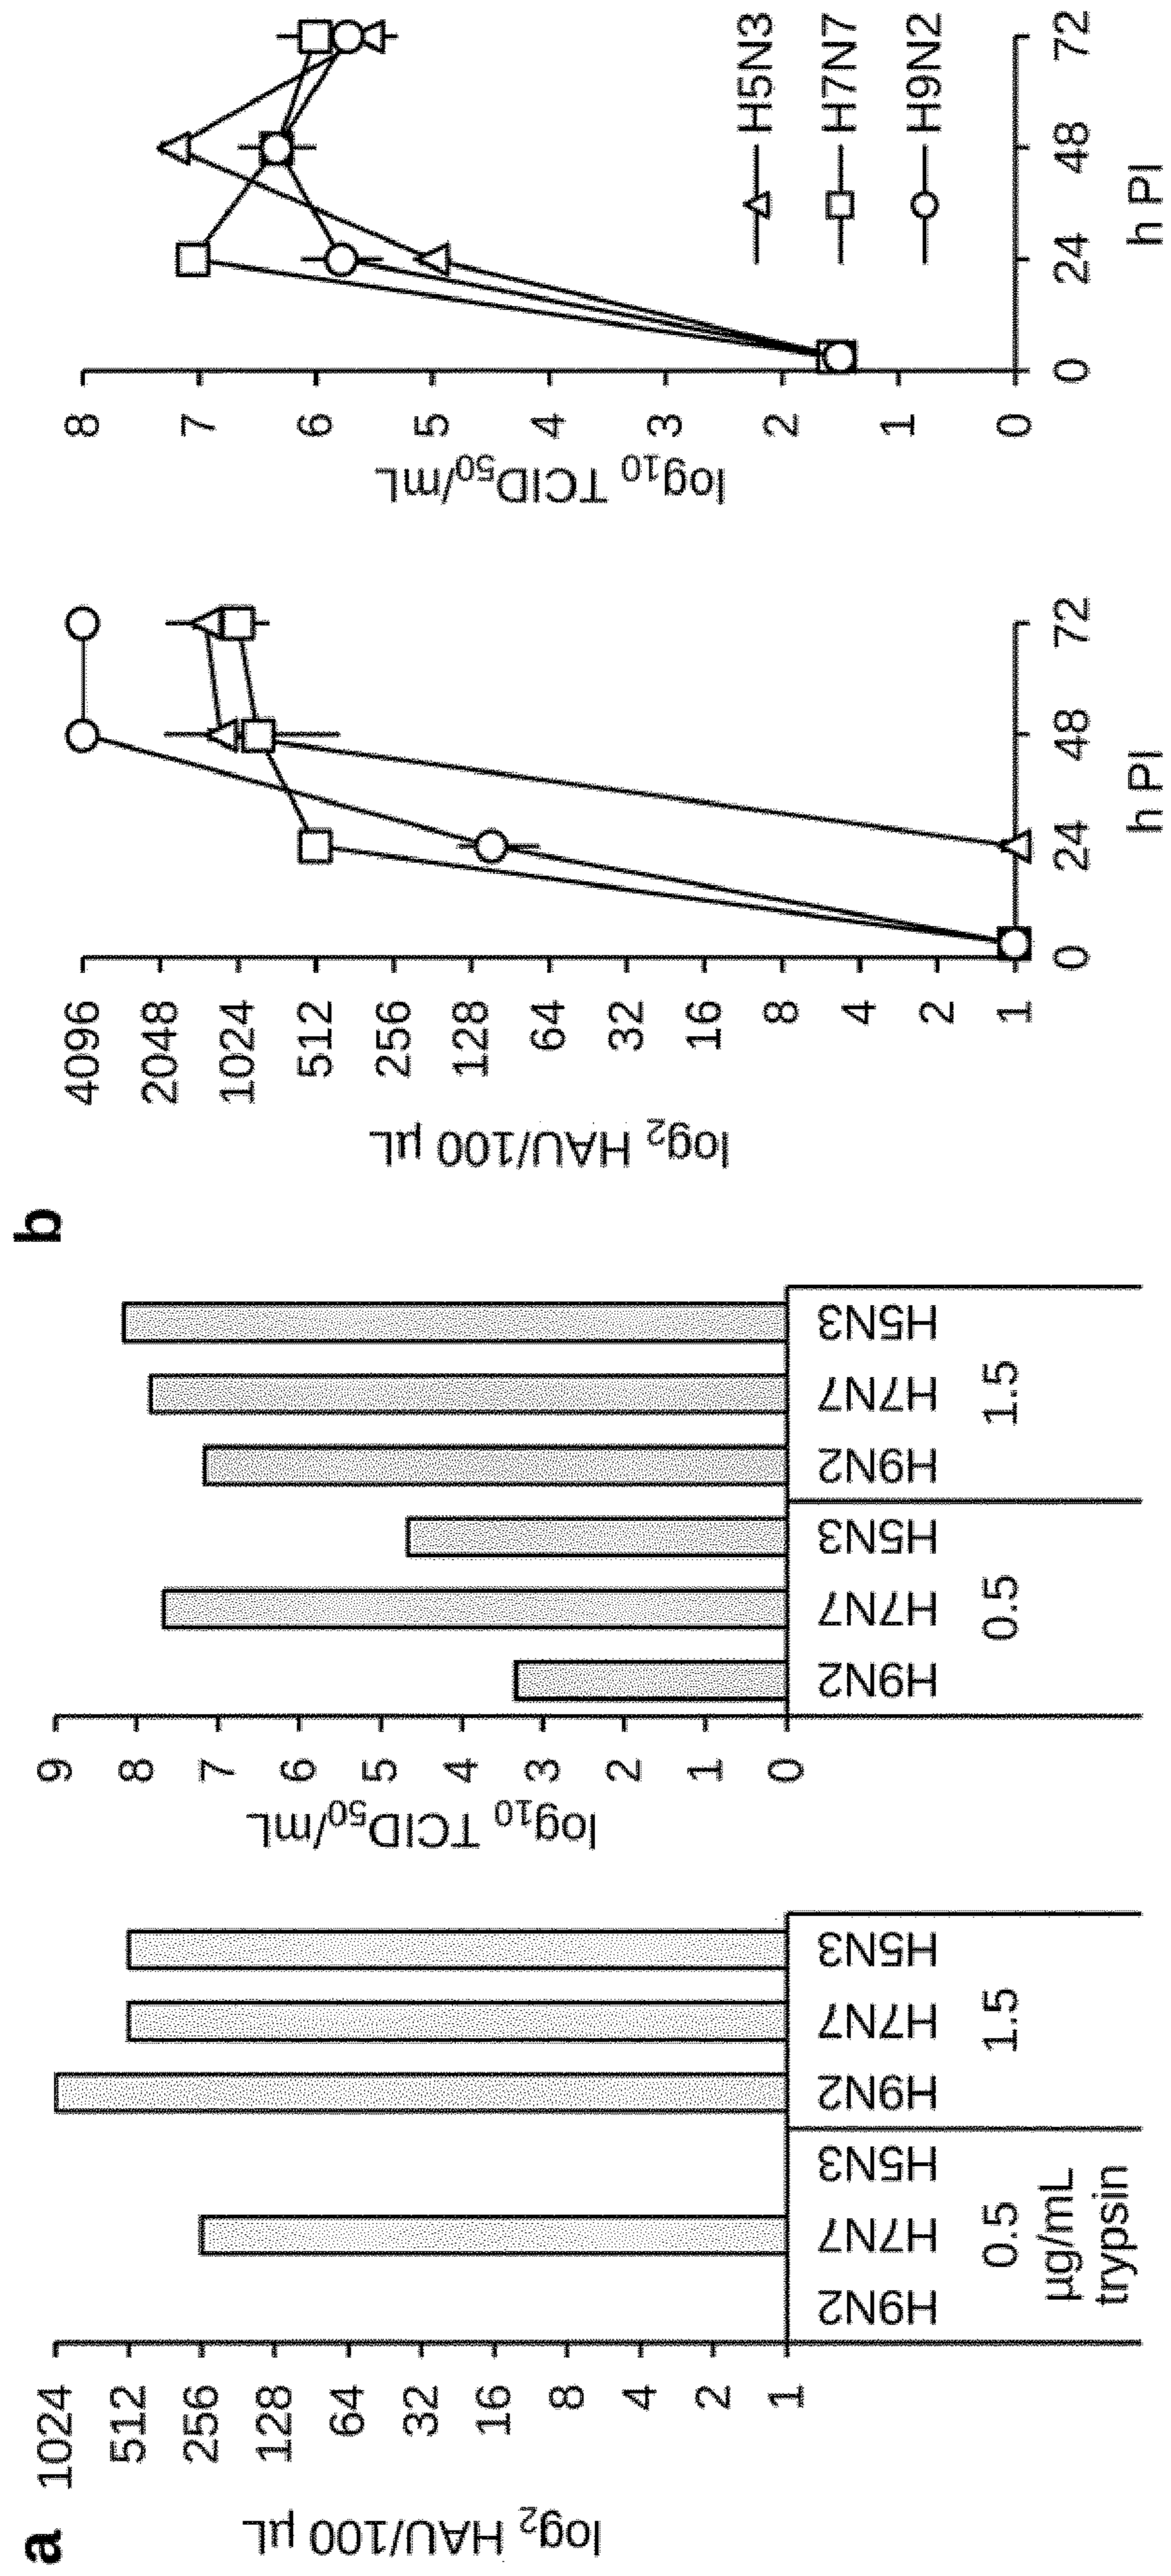 a
log2 HAU/100 µL
1024
512
256
128
64
32
16
8
4
2
1
H9N2 H7N7 H5N3 H9N2 H7N7 H5N3
0.5 1.5
µg/mL
trypsin
log10 TCID50/mL
9
8
7
6
5
4
3
2
1
0
H9N2 H7N7 H5N3 H9N2 H7N7 H5N3
0.5 1.5
b
log2 HAU/100 µL
4096
2048
1024
512
256
128
64
32
16
8
4
2
1
0 24 48 72
h PI
log10 TCID50/mL
8
7
6
5
4
3
2
1
0
0 24 48 72
h PI
H5N3
H7N7
H9N2